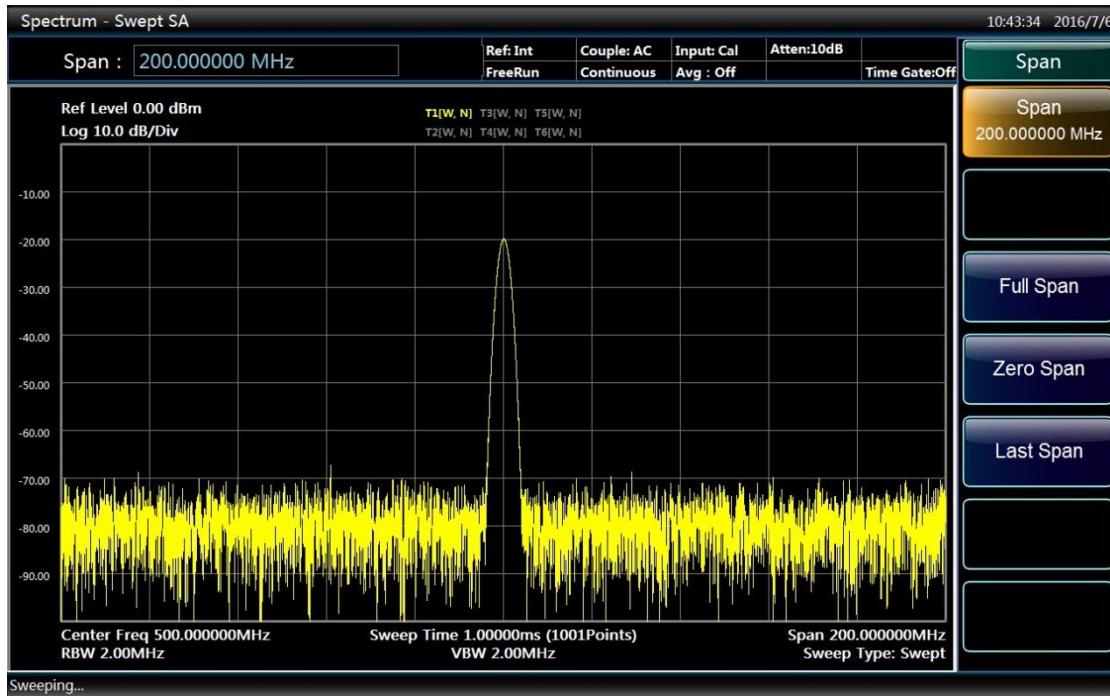 Spectrum - Swept SA
10:43:34 2016/7/6
Span : 200.000000 MHz
Ref: Int Couple: AC Input: Cal Atten:10dB
FreeRun Continuous Avg : Off Time Gate:Off
Span
Ref Level 0.00 dBm
Log 10.0 dB/Div
T1[W, N] T3[W, N] T5[W, N]
T2[W, N] T4[W, N] T6[W, N]
Span
200.000000 MHz
-10.00
-20.00
-30.00
-40.00
-50.00
-60.00
-70.00
-80.00
-90.00
Full Span
Zero Span
Last Span
Center Freq 500.000000MHz Sweep Time 1.00000ms (1001Points) Span 200.000000MHz
RBW 2.00MHz VBW 2.00MHz Sweep Type: Swept
Sweeping...